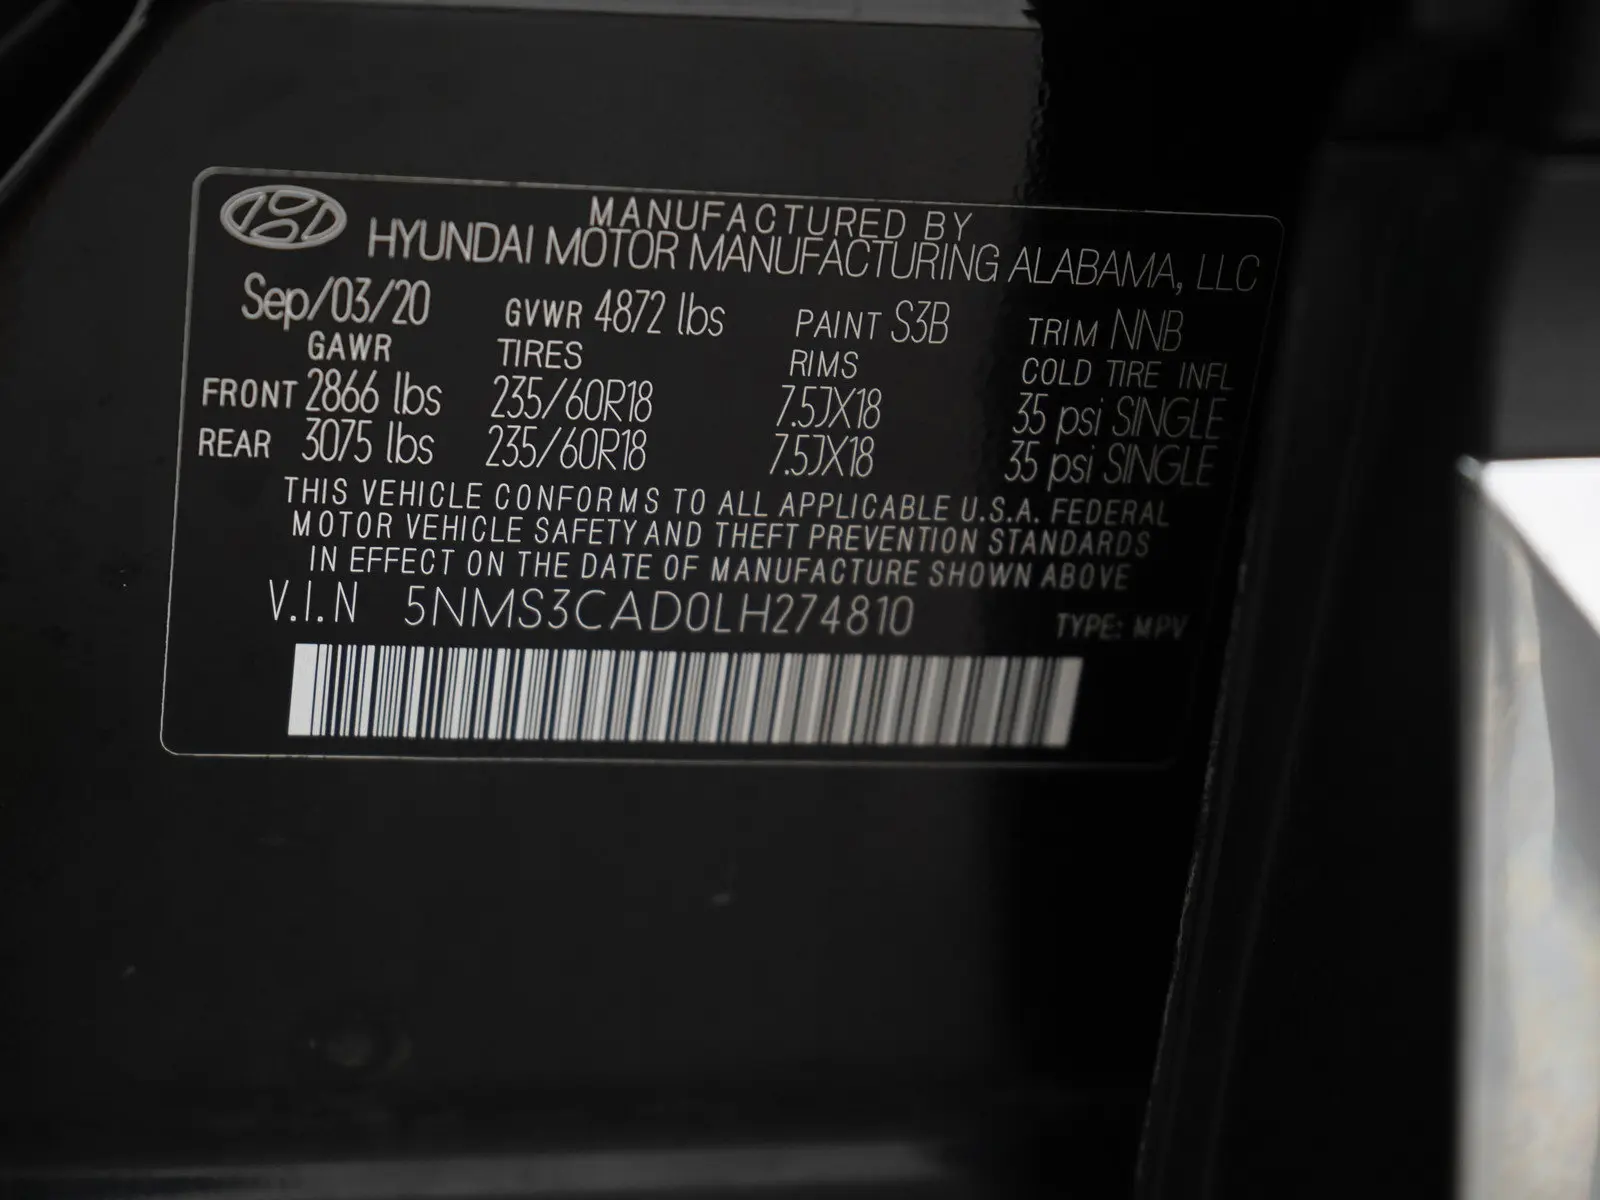 MANUFACTURED BY
HYUNDAI MOTOR MANUFACTURING ALABAMA, LLC
Sep/03/20 GVWR 4872 lbs PAINT S3B TRIM NNB
GAWR TIRES RIMS COLD TIRE INFL
FRONT 2866 lbs 235/60R18 7.5JX18 35 psi SINGLE
REAR 3075 lbs 235/60R18 7.5JX18 35 psi SINGLE
THIS VEHICLE CONFORMS TO ALL APPLICABLE U.S.A. FEDERAL
MOTOR VEHICLE SAFETY AND THEFT PREVENTION STANDARDS
IN EFFECT ON THE DATE OF MANUFACTURE SHOWN ABOVE
V.I.N 5NMS3CAD0LH274810 TYPE: MPV